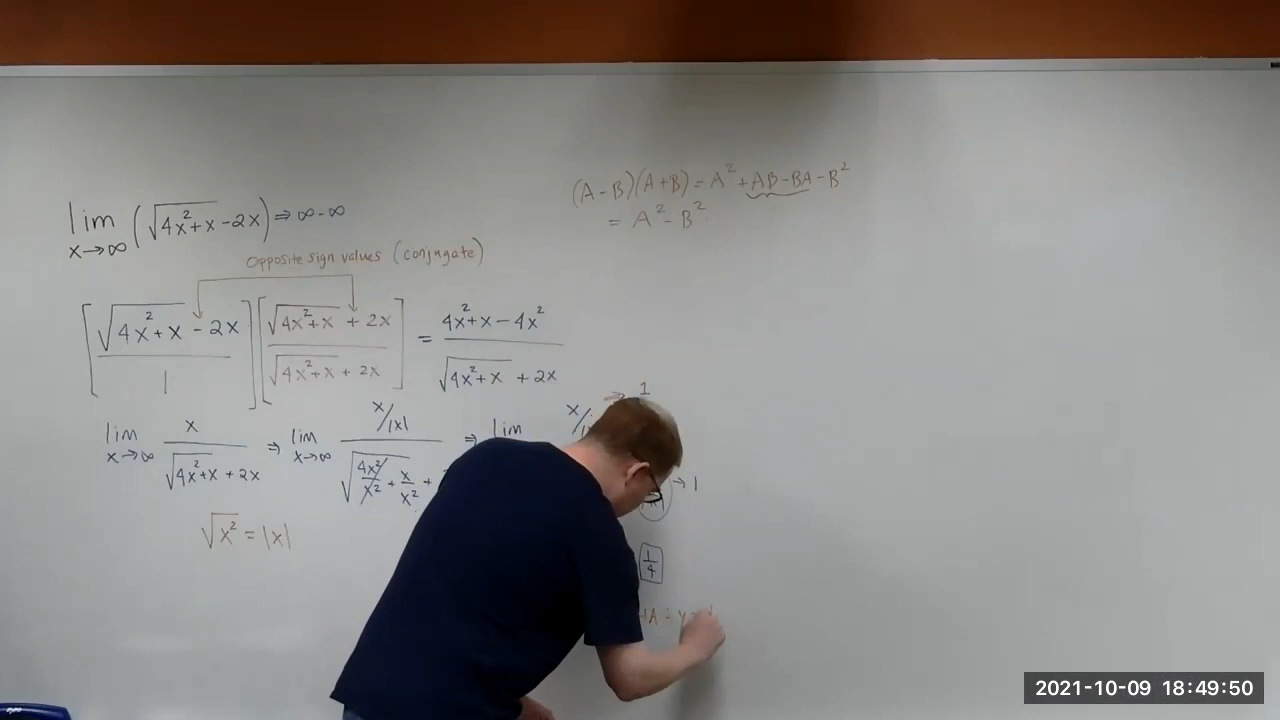 (A-B)(A+B) = A²+AB-BA-B²
= A²-B²
lim x→∞ (√(4x²+x) - 2x) ⇒ ∞-∞
opposite sign values (conjugate)
[(√(4x²+x) - 2x)/1] [(√(4x²+x) + 2x)/(√(4x²+x) + 2x)] = (4x²+x-4x²)/(√(4x²+x) + 2x)
lim x→∞ x/(√(4x²+x) + 2x) ⇒ lim x→∞ (x/|x|)/(√(4x²/x² + x/x²) + ⇒ lim x/ → 1
→ 1
√x² = |x|
1/4
HA: y =
2021-10-09 18:49:50